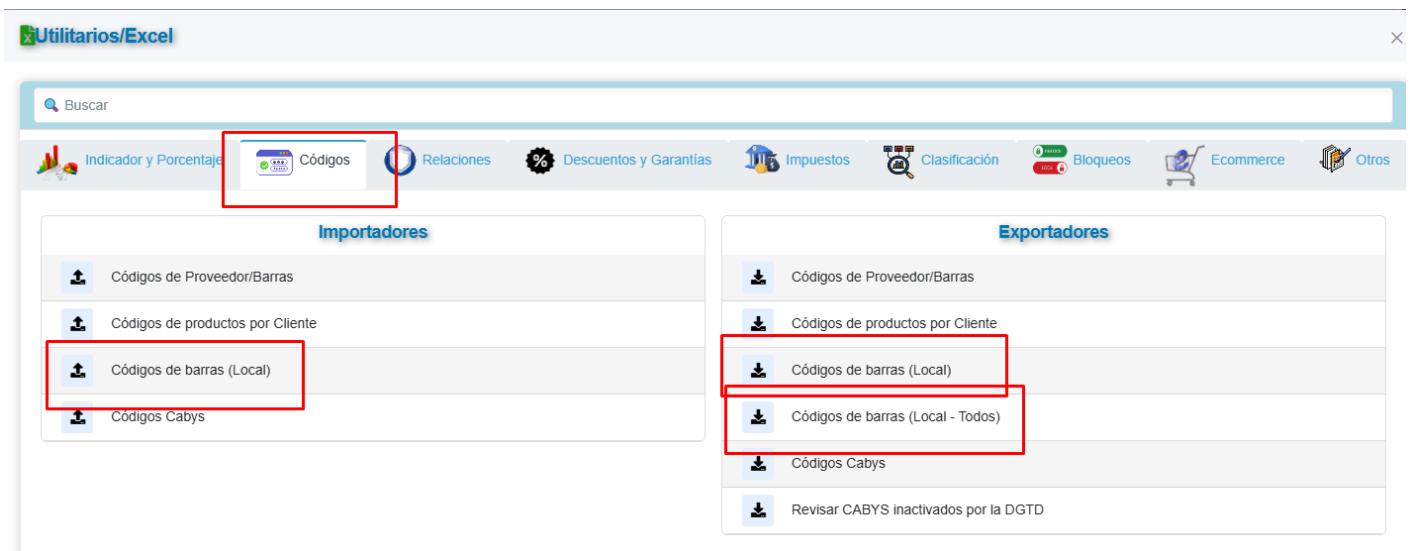 Utilitarios/Excel
Buscar
Indicador y Porcentaje
Códigos
Relaciones
Descuentos y Garantías
Impuestos
Clasificación
Bloqueos
Ecommerce
Otros
Importadores
Códigos de Proveedor/Barras
Códigos de productos por Cliente
Códigos de barras (Local)
Códigos Cabys
Exportadores
Códigos de Proveedor/Barras
Códigos de productos por Cliente
Códigos de barras (Local)
Códigos de barras (Local - Todos)
Códigos Cabys
Revisar CABYS inactivados por la DGTD